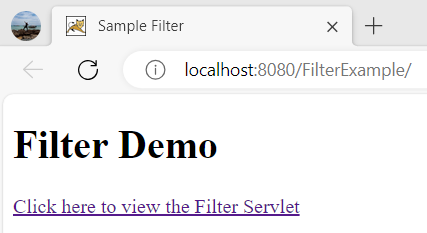 Sample Filter
localhost:8080/FilterExample/
Filter Demo
Click here to view the Filter Servlet